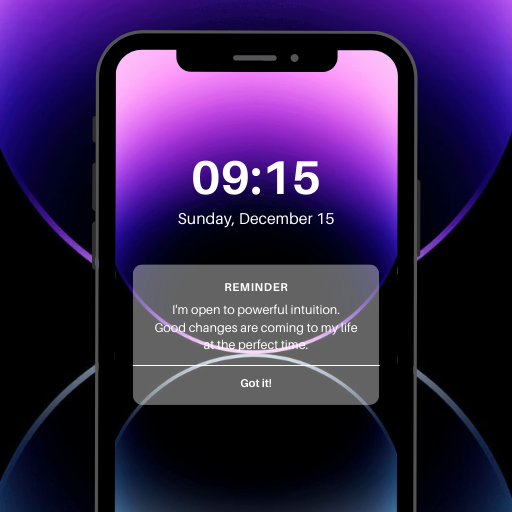 09:15
Sunday, December 15
REMINDER
I'm open to powerful intuition.
Good changes are coming to my life
at the perfect time.
Got it!